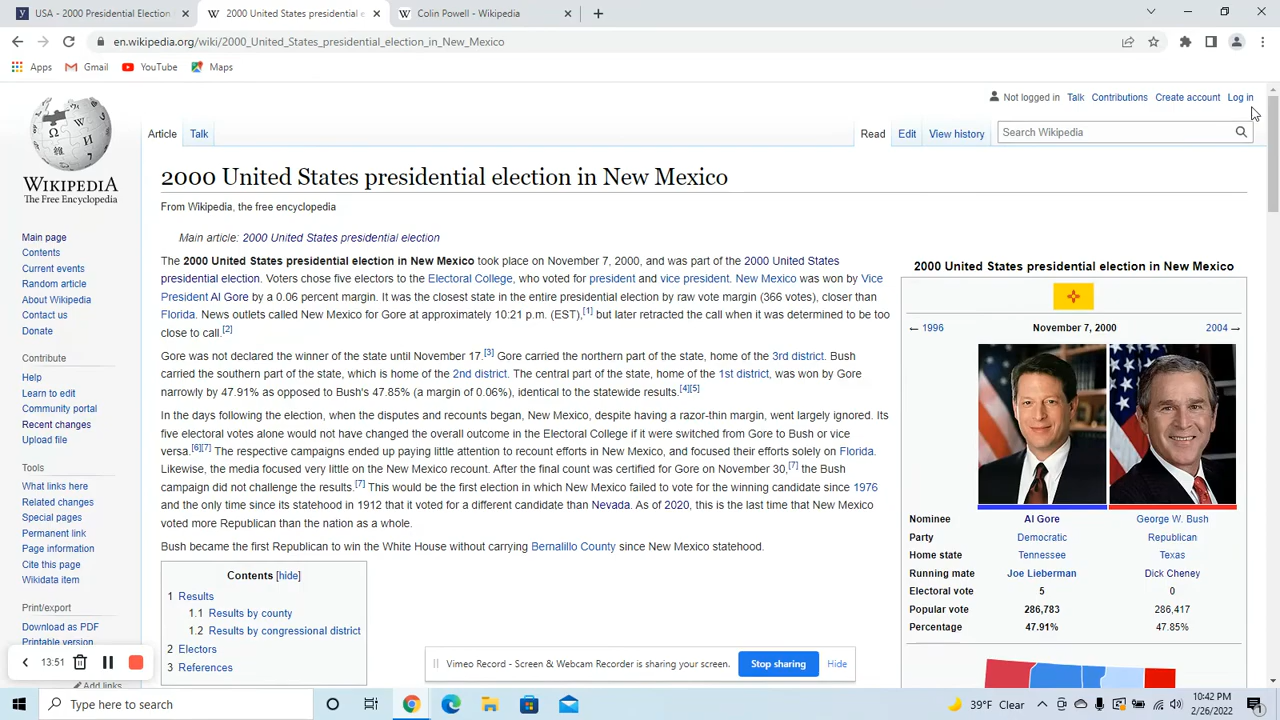 USA - 2000 Presidential Election
2000 United States presidential e
Colin Powell - Wikipedia
en.wikipedia.org/wiki/2000_United_States_presidential_election_in_New_Mexico
Apps
Gmail
YouTube
Maps
Not logged in
Talk
Contributions
Create account
Log in
WIKIPEDIA
The Free Encyclopedia
Article
Talk
Read
Edit
View history
Search Wikipedia
Main page
Contents
Current events
Random article
About Wikipedia
Contact us
Donate
Contribute
Help
Learn to edit
Community portal
Recent changes
Upload file
Tools
What links here
Related changes
Special pages
Permanent link
Page information
Cite this page
Wikidata item
Print/export
Download as PDF
Printable version
Add links
2000 United States presidential election in New Mexico
From Wikipedia, the free encyclopedia
Main article: 2000 United States presidential election
The 2000 United States presidential election in New Mexico took place on November 7, 2000, and was part of the 2000 United States
presidential election. Voters chose five electors to the Electoral College, who voted for president and vice president. New Mexico was won by Vice
President Al Gore by a 0.06 percent margin. It was the closest state in the entire presidential election by raw vote margin (366 votes), closer than
Florida. News outlets called New Mexico for Gore at approximately 10:21 p.m. (EST),[1] but later retracted the call when it was determined to be too
close to call.[2]
Gore was not declared the winner of the state until November 17.[3] Gore carried the northern part of the state, home of the 3rd district. Bush
carried the southern part of the state, which is home of the 2nd district. The central part of the state, home of the 1st district, was won by Gore
narrowly by 47.91% as opposed to Bush's 47.85% (a margin of 0.06%), identical to the statewide results.[4][5]
In the days following the election, when the disputes and recounts began, New Mexico, despite having a razor-thin margin, went largely ignored. Its
five electoral votes alone would not have changed the overall outcome in the Electoral College if it were switched from Gore to Bush or vice
versa.[6][7] The respective campaigns ended up paying little attention to recount efforts in New Mexico, and focused their efforts solely on Florida.
Likewise, the media focused very little on the New Mexico recount. After the final count was certified for Gore on November 30,[7] the Bush
campaign did not challenge the results.[7] This would be the first election in which New Mexico failed to vote for the winning candidate since 1976
and the only time since its statehood in 1912 that it voted for a different candidate than Nevada. As of 2020, this is the last time that New Mexico
voted more Republican than the nation as a whole.
Bush became the first Republican to win the White House without carrying Bernalillo County since New Mexico statehood.
Contents [hide]
1 Results
1.1 Results by county
1.2 Results by congressional district
2 Electors
3 References
2000 United States presidential election in New Mexico
← 1996
November 7, 2000
2004 →
Nominee Al Gore George W. Bush
Party Democratic Republican
Home state Tennessee Texas
Running mate Joe Lieberman Dick Cheney
Electoral vote 5 0
Popular vote 286,783 286,417
Percentage 47.91% 47.85%
13:51
Vimeo Record - Screen & Webcam Recorder is sharing your screen.
Stop sharing
Hide
Type here to search
39°F Clear
10:42 PM
2/26/2022
1